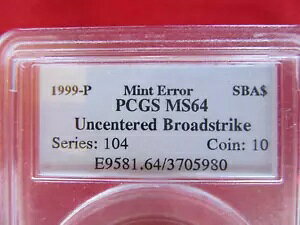 1999-P Mint Error SBA$
PCGS MS64
Uncentered Broadstrike
Series: 104 Coin: 10
E9581.64/3705980